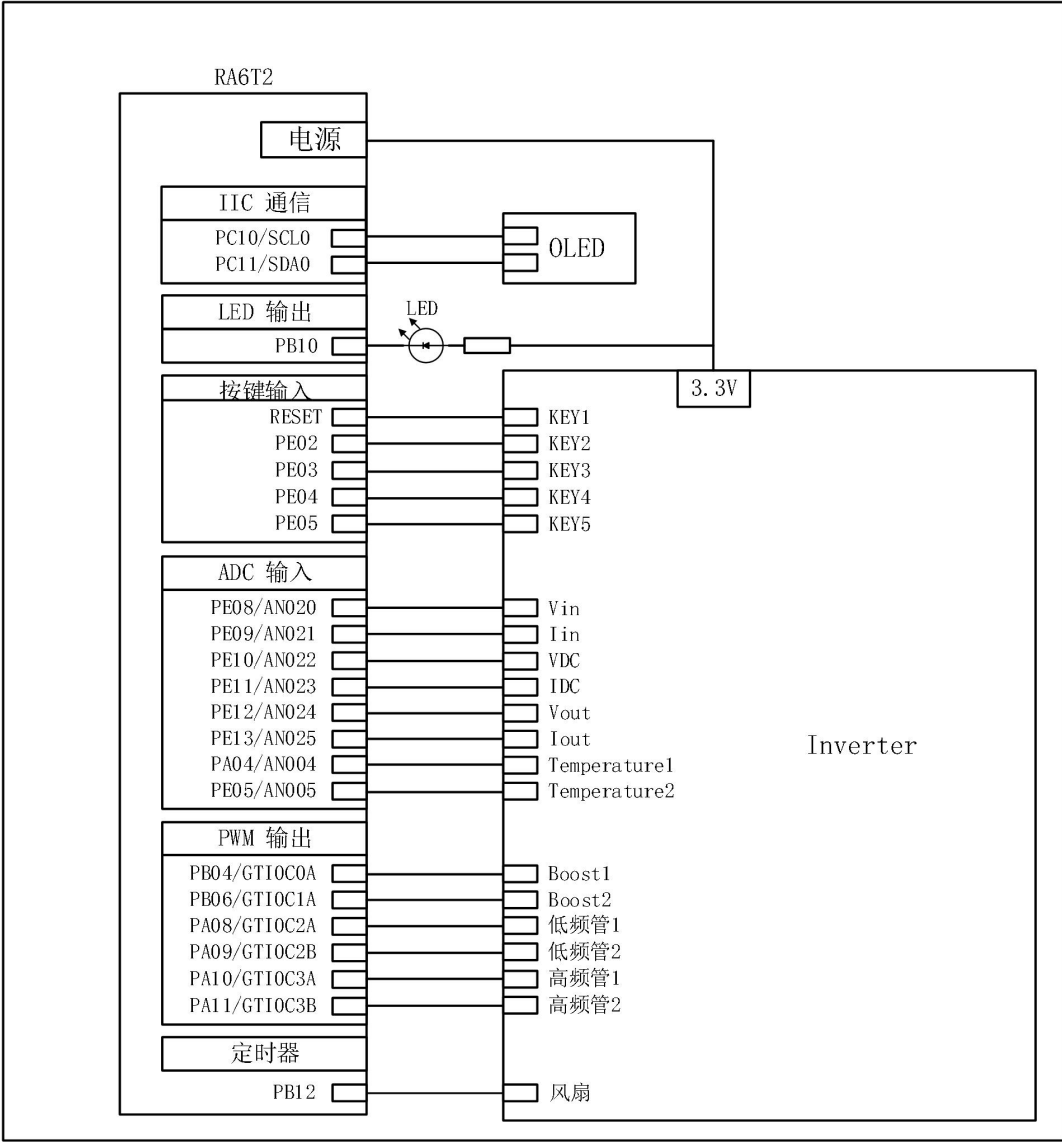 RA6T2
电源
IIC 通信
PC10/SCL0
PC11/SDA0
OLED
LED 输出
LED
PB10
3.3V
按键输入
RESET KEY1
PE02 KEY2
PE03 KEY3
PE04 KEY4
PE05 KEY5
ADC 输入
PE08/AN020 Vin
PE09/AN021 Iin
PE10/AN022 VDC
PE11/AN023 IDC
PE12/AN024 Vout
PE13/AN025 Iout
PA04/AN004 Temperature1
PE05/AN005 Temperature2
Inverter
PWM 输出
PB04/GTIOC0A Boost1
PB06/GTIOC1A Boost2
PA08/GTIOC2A 低频管1
PA09/GTIOC2B 低频管2
PA10/GTIOC3A 高频管1
PA11/GTIOC3B 高频管2
定时器
PB12 风扇